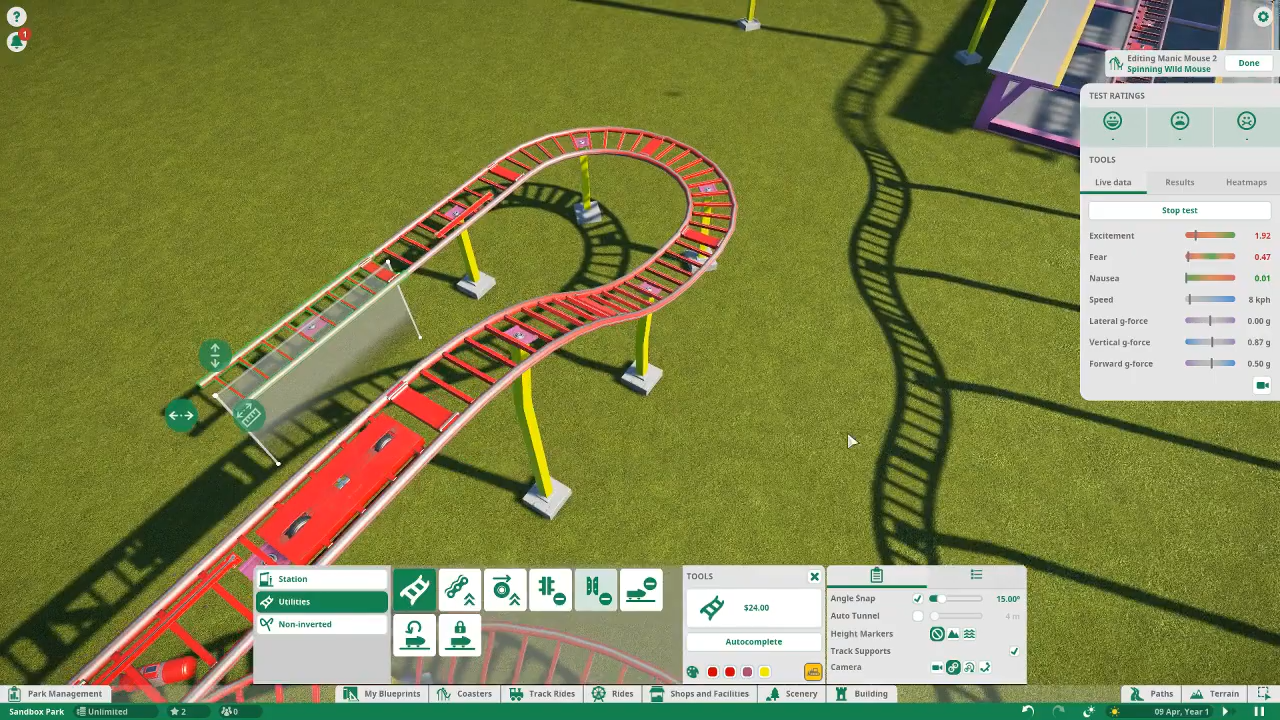 ?
1
Editing Manic Mouse 2
Spinning Wild Mouse
Done
TEST RATINGS
- - -
TOOLS
Live data Results Heatmaps
Stop test
Excitement 1.92
Fear 0.47
Nausea 0.01
Speed 8 kph
Lateral g-force 0.00 g
Vertical g-force 0.87 g
Forward g-force 0.50 g
Station
Utilities
Non-inverted
TOOLS
$24.00
Autocomplete
Angle Snap 15.00°
Auto Tunnel 4 m
Height Markers
Track Supports
Camera
Park Management My Blueprints Coasters Track Rides Rides Shops and Facilities Scenery Building Paths Terrain
Sandbox Park Unlimited 2 0 09 Apr, Year 1